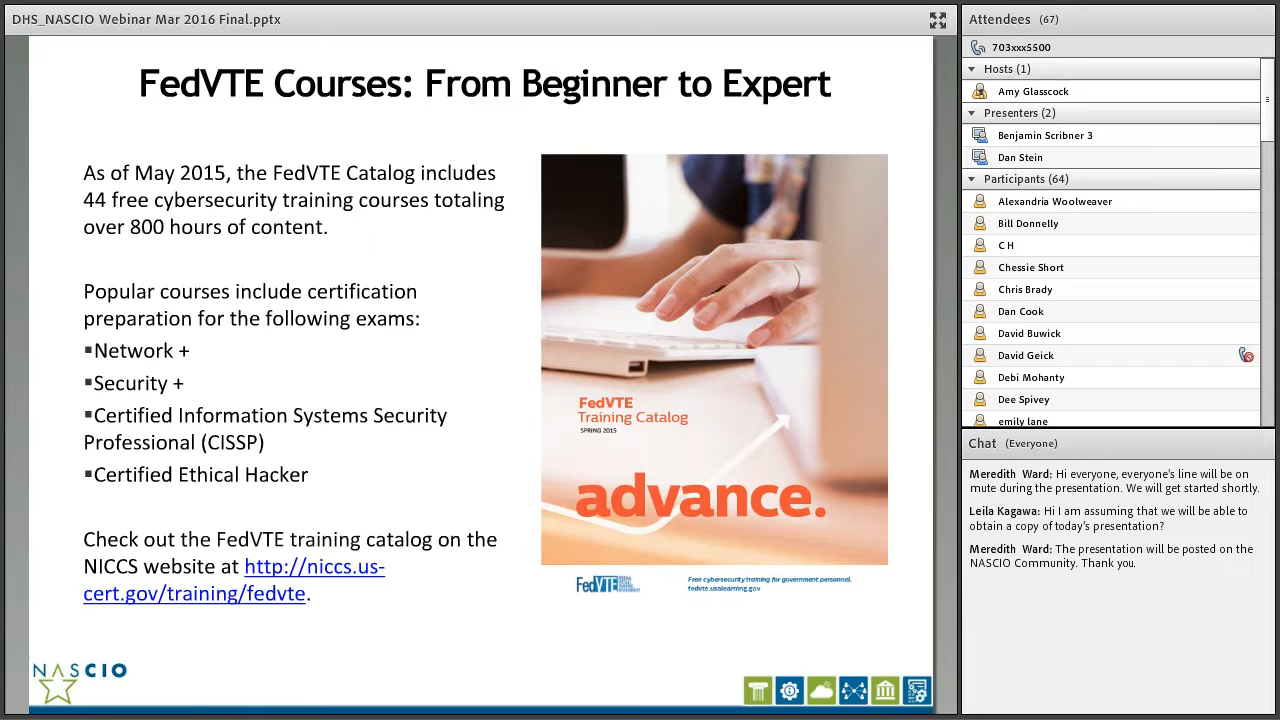 DHS_NASCIO Webinar Mar 2016 Final.pptx
FedVTE Courses: From Beginner to Expert
As of May 2015, the FedVTE Catalog includes
44 free cybersecurity training courses totaling
over 800 hours of content.
Popular courses include certification
preparation for the following exams:
▪Network +
▪Security +
▪Certified Information Systems Security
Professional (CISSP)
▪Certified Ethical Hacker
Check out the FedVTE training catalog on the
NICCS website at http://niccs.us-
cert.gov/training/fedvte.
FedVTE
Training Catalog
SPRING 2015
advance.
FedVTE
Free cybersecurity training for government personnel.
fedvte.usalearning.gov
NASCIO
Attendees (67)
703xxx5500
Hosts (1)
Amy Glasscock
Presenters (2)
Benjamin Scribner 3
Dan Stein
Participants (64)
Alexandria Woolweaver
Bill Donnelly
C H
Chessie Short
Chris Brady
Dan Cook
David Buwick
David Geick
Debi Mohanty
Dee Spivey
emily lane
Chat (Everyone)
Meredith Ward: Hi everyone, everyone's line will be on
mute during the presentation. We will get started shortly.
Leila Kagawa: Hi I am assuming that we will be able to
obtain a copy of today's presentation?
Meredith Ward: The presentation will be posted on the
NASCIO Community. Thank you.